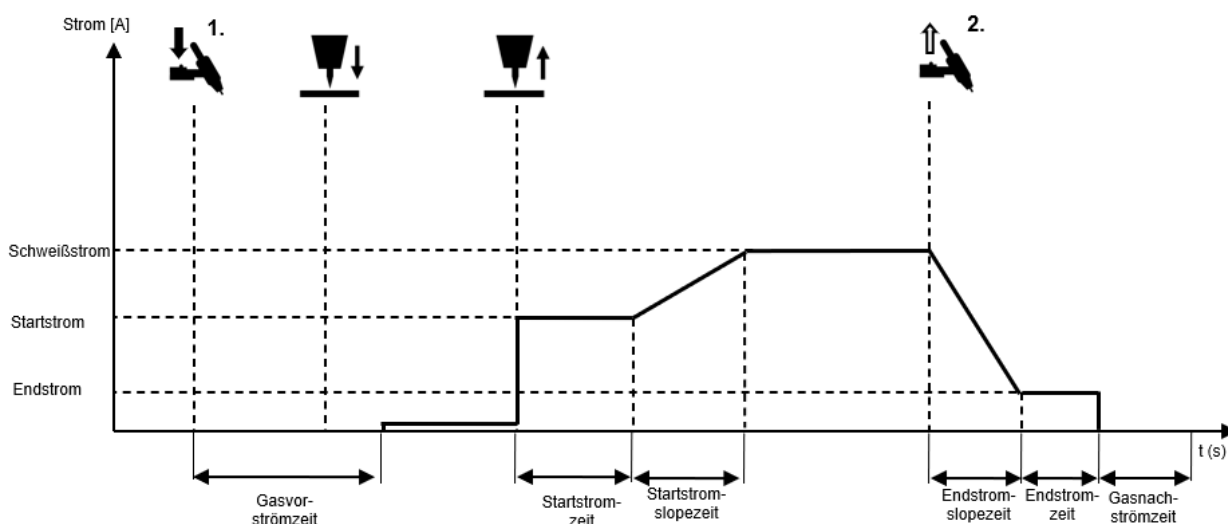 Strom [A]
1.
2.
Schweißstrom
Startstrom
Endstrom
t (s)
Gasvor-
strömzeit
Startstrom-
zeit
Startstrom-
slopezeit
Endstrom-
slopezeit
Endstrom-
zeit
Gasnach-
strömzeit